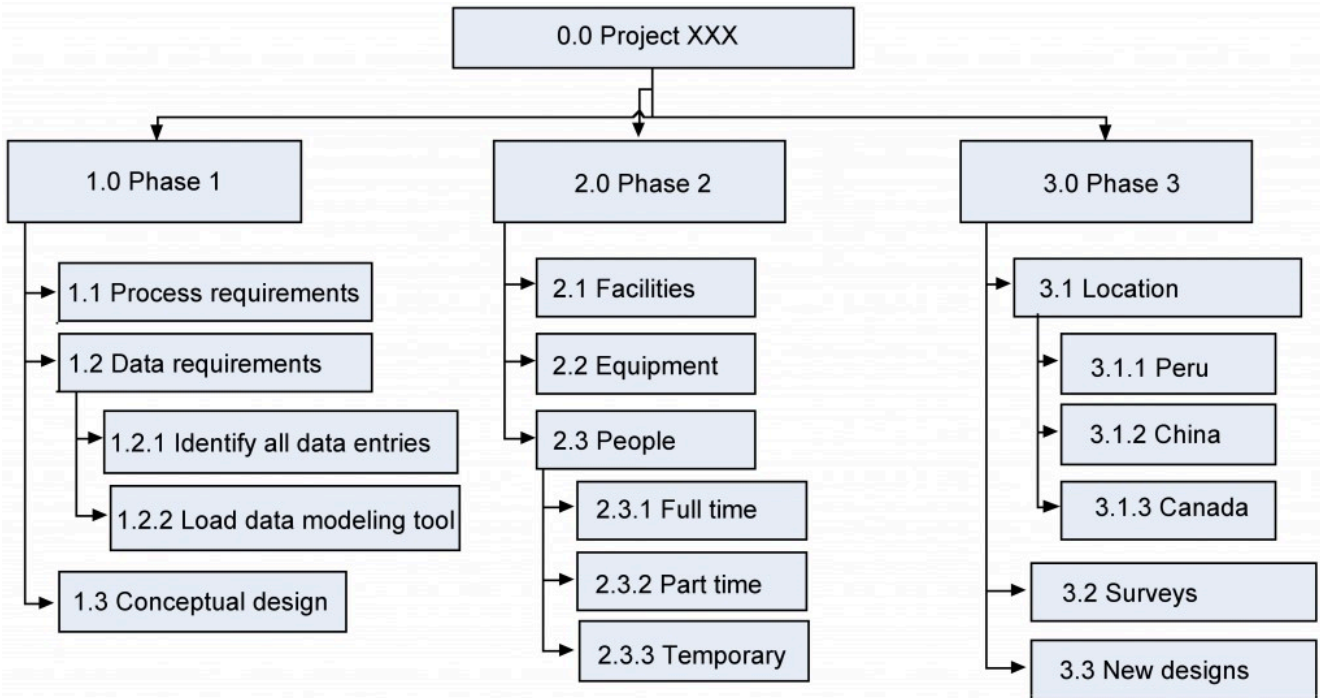 0.0 Project XXX
1.0 Phase 1
1.1 Process requirements
1.2 Data requirements
1.2.1 Identify all data entries
1.2.2 Load data modeling tool
1.3 Conceptual design
2.0 Phase 2
2.1 Facilities
2.2 Equipment
2.3 People
2.3.1 Full time
2.3.2 Part time
2.3.3 Temporary
3.0 Phase 3
3.1 Location
3.1.1 Peru
3.1.2 China
3.1.3 Canada
3.2 Surveys
3.3 New designs